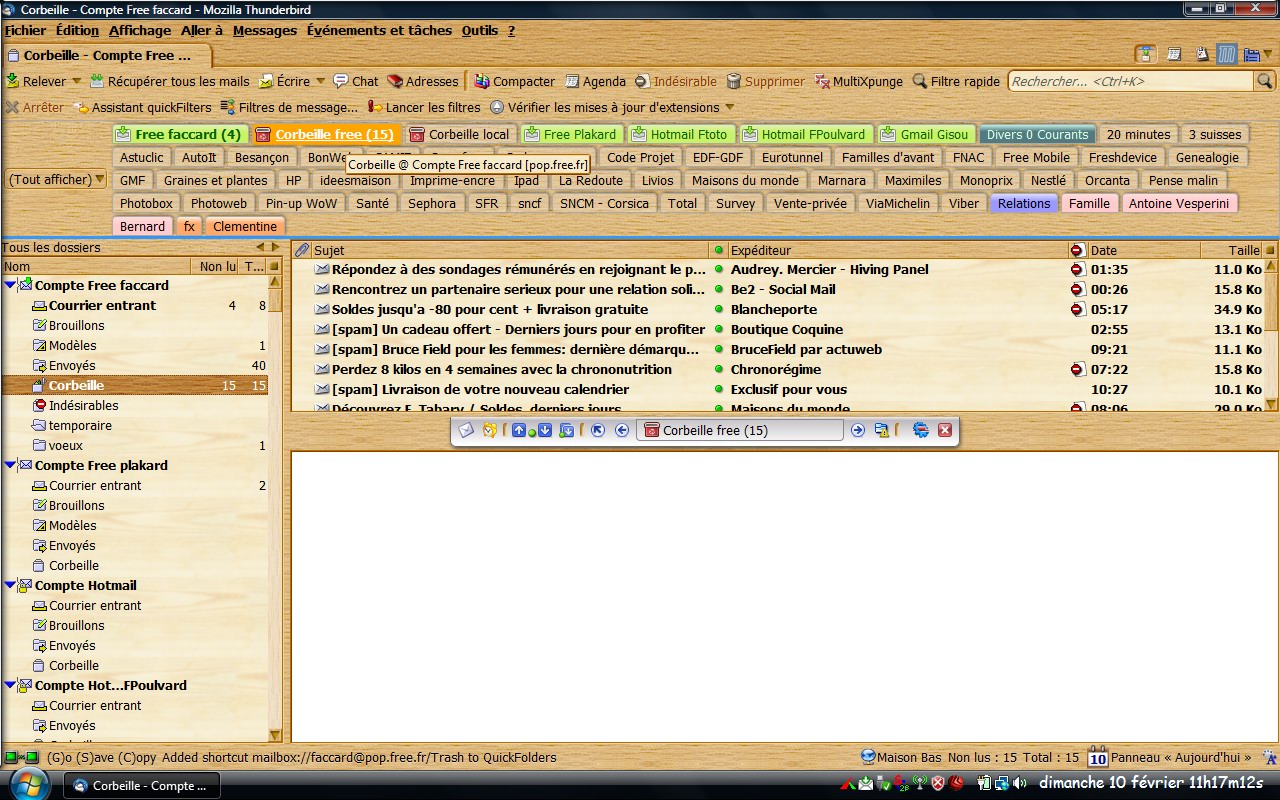 Corbeille - Compte Free faccard - Mozilla Thunderbird
Fichier Édition Affichage Aller à Messages Événements et tâches Outils ?
Corbeille - Compte Free ...
Relever Récupérer tous les mails Écrire Chat Adresses Compacter Agenda Indésirable Supprimer MultiXpunge Filtre rapide Rechercher... <Ctrl+K>
Arrêter Assistant quickFilters Filtres de message... Lancer les filtres Vérifier les mises à jour d'extensions
Free faccard (4) Corbeille free (15) Corbeille local Free Plakard Hotmail Ftoto Hotmail FPoulvard Gmail Gisou Divers 0 Courants 20 minutes 3 suisses
Astuclic AutoIt Besançon Code Projet EDF-GDF Eurotunnel Familles d'avant FNAC Free Mobile Freshdevice Genealogie
Corbeille @ Compte Free faccard [pop.free.fr]
(Tout afficher) GMF Graines et plantes HP ideesmaison Imprime-encre Ipad La Redoute Livios Maisons du monde Marnara Maximiles Monoprix Nestlé Orcanta Pense malin
Photobox Photoweb Pin-up WoW Santé Sephora SFR sncf SNCM - Corsica Total Survey Vente-privée ViaMichelin Viber Relations Famille Antoine Vesperini
Bernard fx Clementine
Tous les dossiers
Nom Non lu T...
Compte Free faccard
Courrier entrant 4 8
Brouillons
Modèles 1
Envoyés 40
Corbeille 15 15
Indésirables
temporaire
voeux 1
Compte Free plakard
Courrier entrant 2
Brouillons
Modèles
Envoyés
Corbeille
Compte Hotmail
Courrier entrant
Brouillons
Envoyés
Corbeille
Compte Hot...FPoulvard
Courrier entrant
Envoyés
Sujet Expéditeur Date Taille
Répondez à des sondages rémunérés en rejoignant le p... Audrey. Mercier - Hiving Panel 01:35 11.0 Ko
Rencontrez un partenaire serieux pour une relation soli... Be2 - Social Mail 00:26 15.8 Ko
Soldes jusqu'a -80 pour cent + livraison gratuite Blancheporte 05:17 34.9 Ko
[spam] Un cadeau offert - Derniers jours pour en profiter Boutique Coquine 02:55 13.1 Ko
[spam] Bruce Field pour les femmes: dernière démarqu... BruceField par actuweb 09:21 11.1 Ko
Perdez 8 kilos en 4 semaines avec la chrononutrition Chronorégime 07:22 15.8 Ko
[spam] Livraison de votre nouveau calendrier Exclusif pour vous 10:27 10.1 Ko
Découvrez E. Tabary / Soldes, derniers jours Maisons du monde 08:06 29.0 Ko
Corbeille free (15)
(G)o (S)ave (C)opy Added shortcut mailbox://faccard@pop.free.fr/Trash to QuickFolders Maison Bas Non lus : 15 Total : 15 10 Panneau « Aujourd'hui »
Corbeille - Compte ... dimanche 10 février 11h17m12s